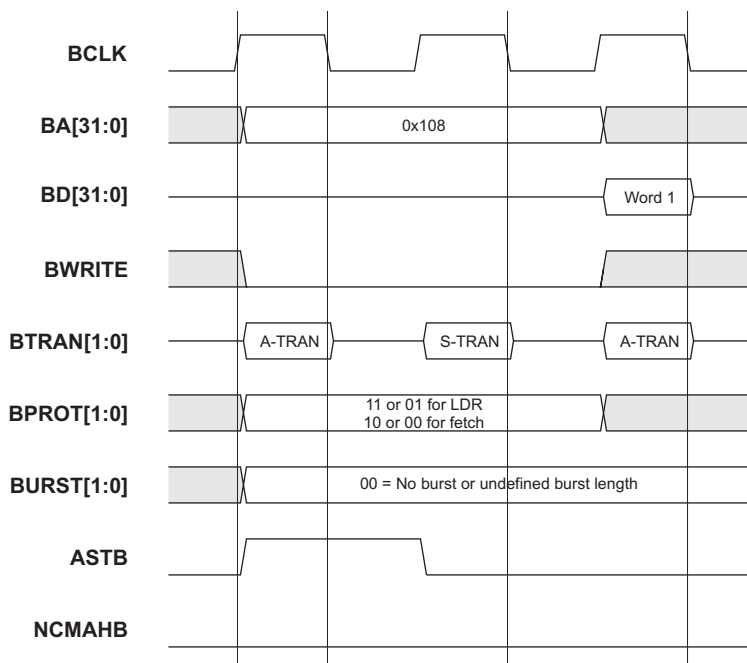 BCLK
BA[31:0]
0x108
BD[31:0]
Word 1
BWRITE
BTRAN[1:0]
A-TRAN
S-TRAN
A-TRAN
BPROT[1:0]
11 or 01 for LDR
10 or 00 for fetch
BURST[1:0]
00 = No burst or undefined burst length
ASTB
NCMAHB